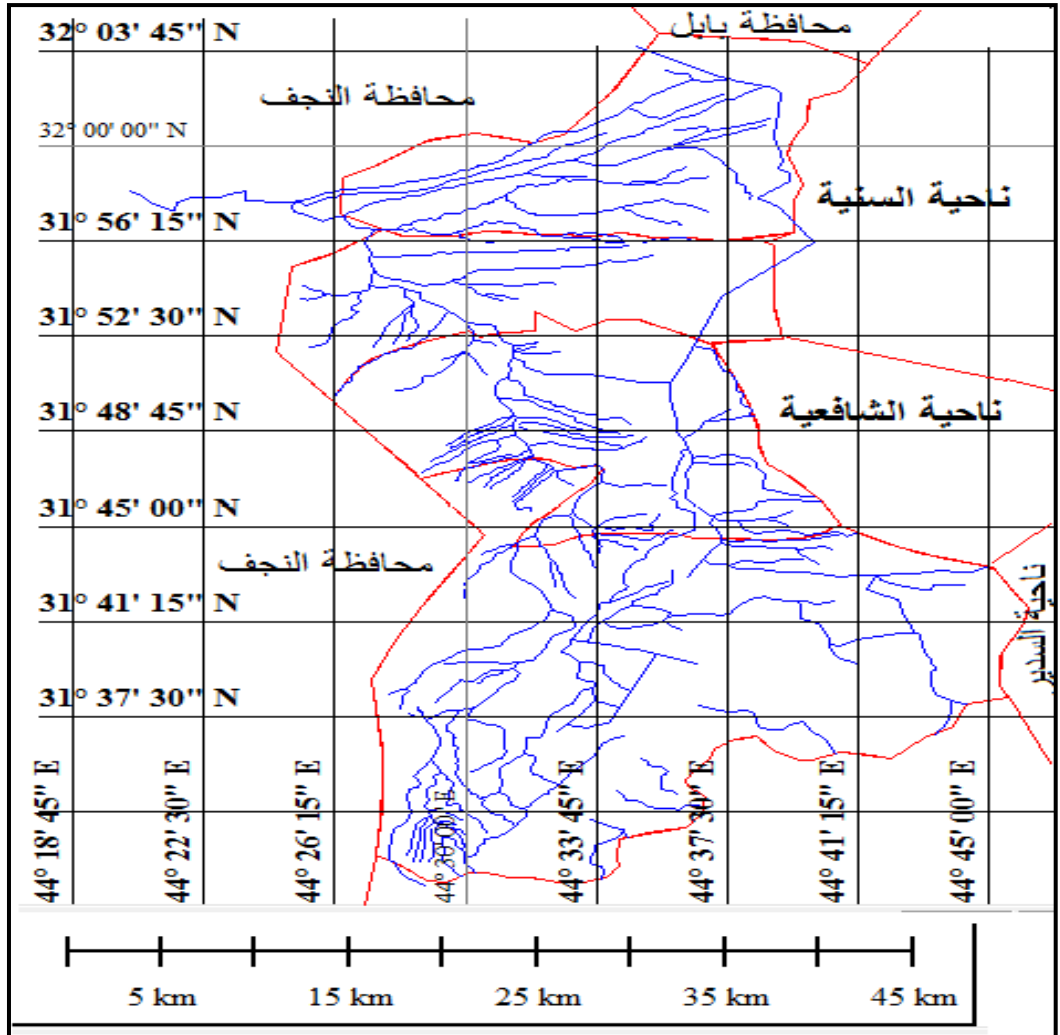 محافظة بابل
32° 03' 45" N
محافظة النجف
32° 00' 00" N
ناحية السنية
31° 56' 15" N
31° 52' 30" N
31° 48' 45" N
ناحية الشافعية
31° 45' 00" N
محافظة النجف
ناحية السدير
31° 41' 15" N
31° 37' 30" N
44° 18' 45" E
44° 22' 30" E
44° 26' 15" E
44° 30' 00" E
44° 33' 45" E
44° 37' 30" E
44° 41' 15" E
44° 45' 00" E
5 km 15 km 25 km 35 km 45 km